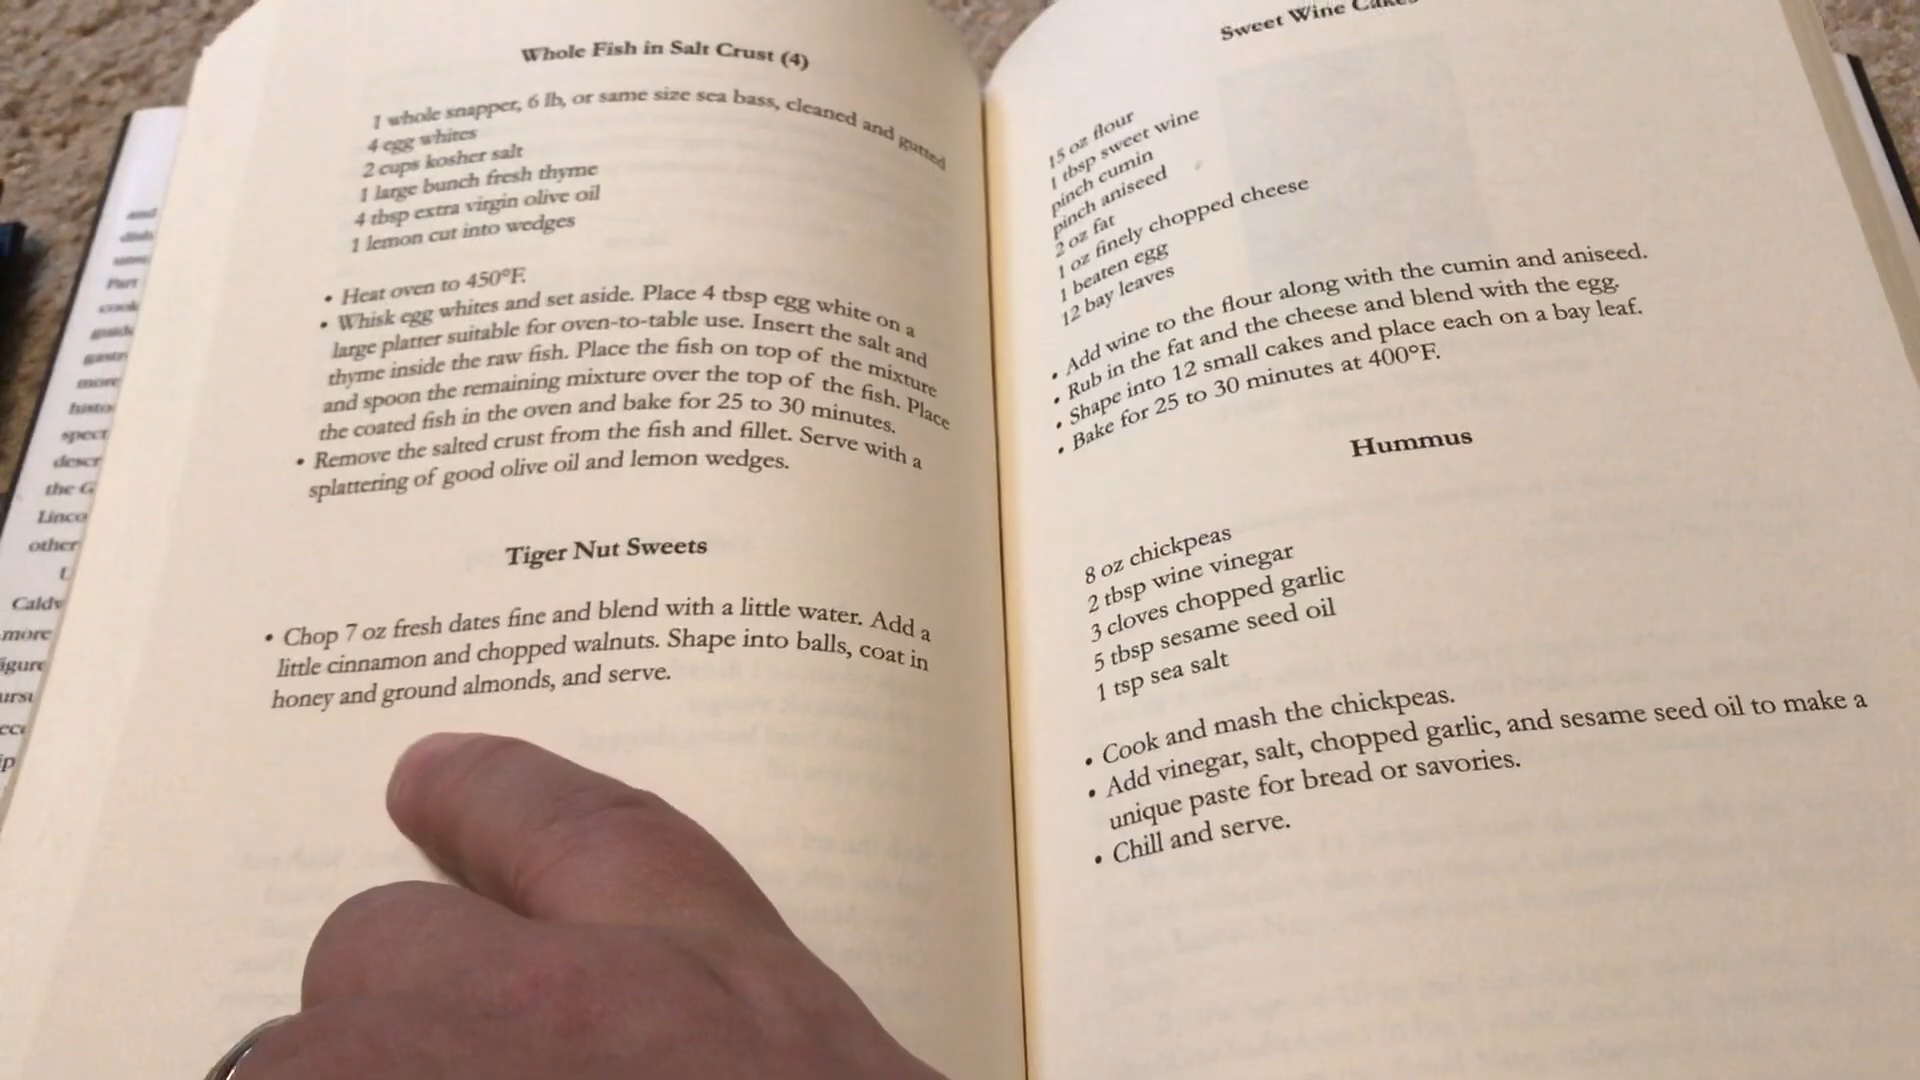 Whole Fish in Salt Crust (4)
1 whole snapper, 6 lb, or same size sea bass, cleaned and gutted
4 egg whites
2 cups kosher salt
1 large bunch fresh thyme
4 tbsp extra virgin olive oil
1 lemon cut into wedges
• Heat oven to 450°F.
• Whisk egg whites and set aside. Place 4 tbsp egg white on a
large platter suitable for oven-to-table use. Insert the salt and
thyme inside the raw fish. Place the fish on top of the mixture
and spoon the remaining mixture over the top of the fish. Place
the coated fish in the oven and bake for 25 to 30 minutes.
• Remove the salted crust from the fish and fillet. Serve with a
splattering of good olive oil and lemon wedges.
Tiger Nut Sweets
• Chop 7 oz fresh dates fine and blend with a little water. Add a
little cinnamon and chopped walnuts. Shape into balls, coat in
honey and ground almonds, and serve.
Sweet Wine Cakes
15 oz flour
1 tbsp sweet wine
pinch cumin
pinch aniseed
2 oz fat
1 oz finely chopped cheese
1 beaten egg
12 bay leaves
• Add wine to the flour along with the cumin and aniseed.
• Rub in the fat and the cheese and blend with the egg.
• Shape into 12 small cakes and place each on a bay leaf.
• Bake for 25 to 30 minutes at 400°F.
Hummus
8 oz chickpeas
2 tbsp wine vinegar
3 cloves chopped garlic
5 tbsp sesame seed oil
1 tsp sea salt
• Cook and mash the chickpeas.
• Add vinegar, salt, chopped garlic, and sesame seed oil to make a
unique paste for bread or savories.
• Chill and serve.